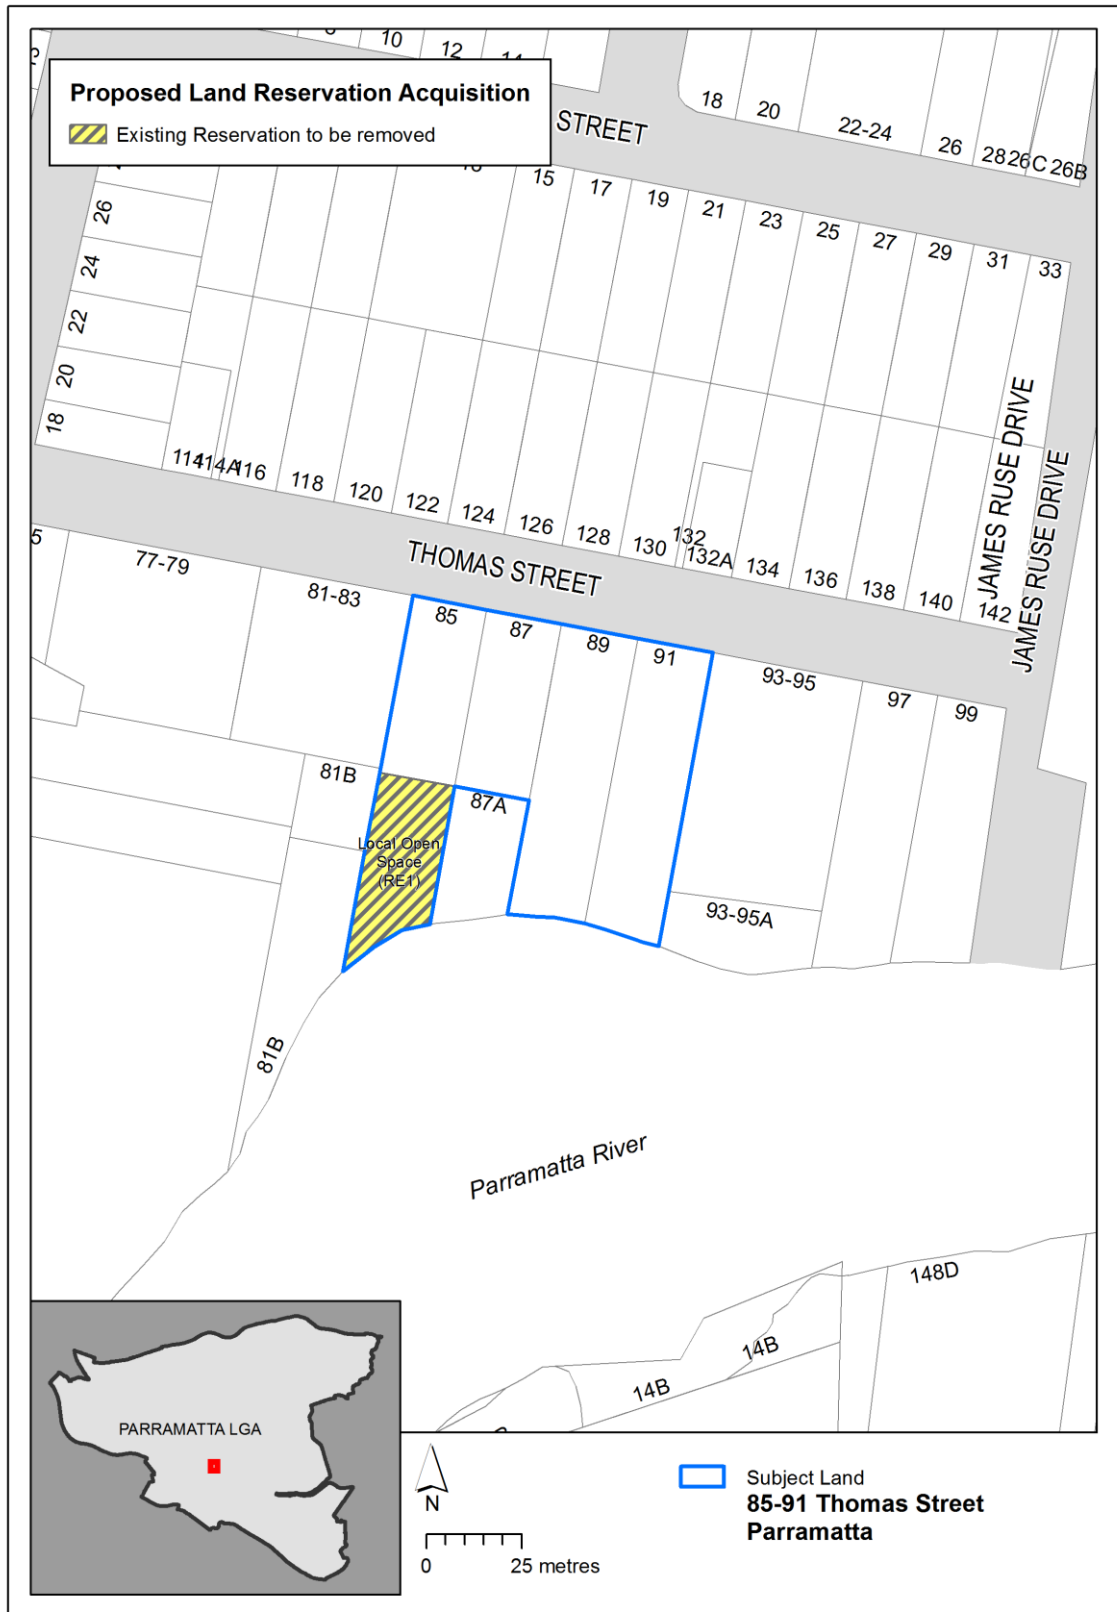 10
12
Proposed Land Reservation Acquisition
Existing Reservation to be removed
STREET
18
20
22-24
26
28
26C
26B
15
17
19
21
23
25
27
29
31
33
26
24
22
20
18
114
114A
116
118
120
122
124
126
128
130
132
132A
134
136
138
140
142
JAMES RUSE DRIVE
JAMES RUSE DRIVE
THOMAS STREET
77-79
81-83
85
87
89
91
93-95
97
99
81B
87A
Local Open
Space
(RE1)
93-95A
81B
Parramatta River
148D
14B
14B
PARRAMATTA LGA
N
0 25 metres
Subject Land
85-91 Thomas Street
Parramatta